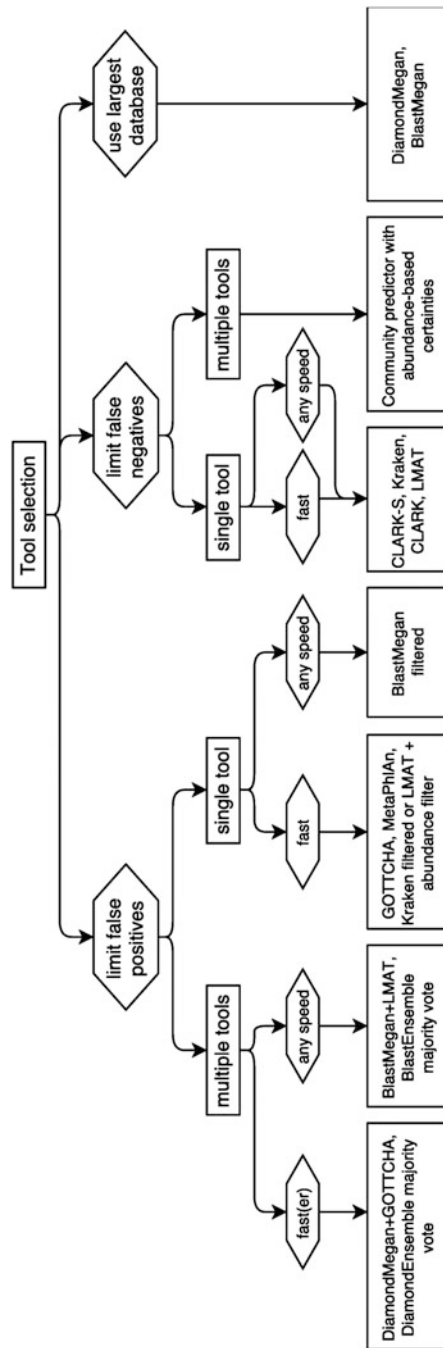 Tool selection
limit false
positives
limit false
negatives
use largest
database
multiple tools
single tool
single tool
multiple tools
fast(er)
any speed
fast
any speed
fast
any speed
DiamondMegan+GOTTCHA,
DiamondEnsemble majority
vote
BlastMegan+LMAT,
BlastEnsemble
majority vote
GOTTCHA, MetaPhlAn,
Kraken filtered or LMAT +
abundance filter
BlastMegan
filtered
CLARK-S, Kraken,
CLARK, LMAT
Community predictor with
abundance-based
certainties
DiamondMegan,
BlastMegan